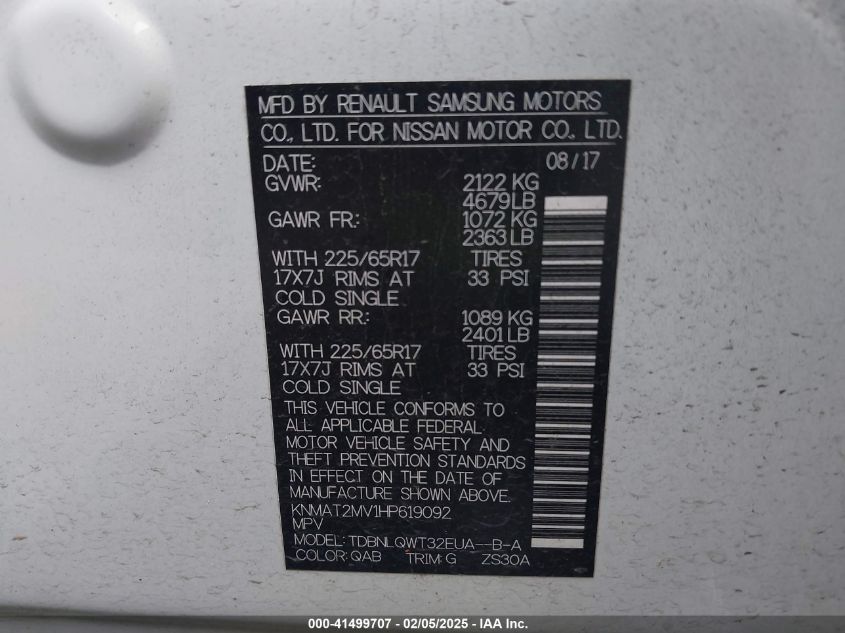 MFD BY RENAULT SAMSUNG MOTORS
CO., LTD. FOR NISSAN MOTOR CO., LTD.
DATE: 08/17
GVWR: 2122 KG
4679 LB
GAWR FR: 1072 KG
2363 LB
WITH 225/65R17 TIRES
17X7J RIMS AT 33 PSI
COLD SINGLE
GAWR RR: 1089 KG
2401 LB
WITH 225/65R17 TIRES
17X7J RIMS AT 33 PSI
COLD SINGLE
THIS VEHICLE CONFORMS TO
ALL APPLICABLE FEDERAL
MOTOR VEHICLE SAFETY AND
THEFT PREVENTION STANDARDS
IN EFFECT ON THE DATE OF
MANUFACTURE SHOWN ABOVE.
KNMAT2MV1HP619092
MPV
MODEL: TDBNLQWT32EUA--B-A
COLOR: QAB TRIM: G ZS30A
000-41499707 - 02/05/2025 - IAA Inc.